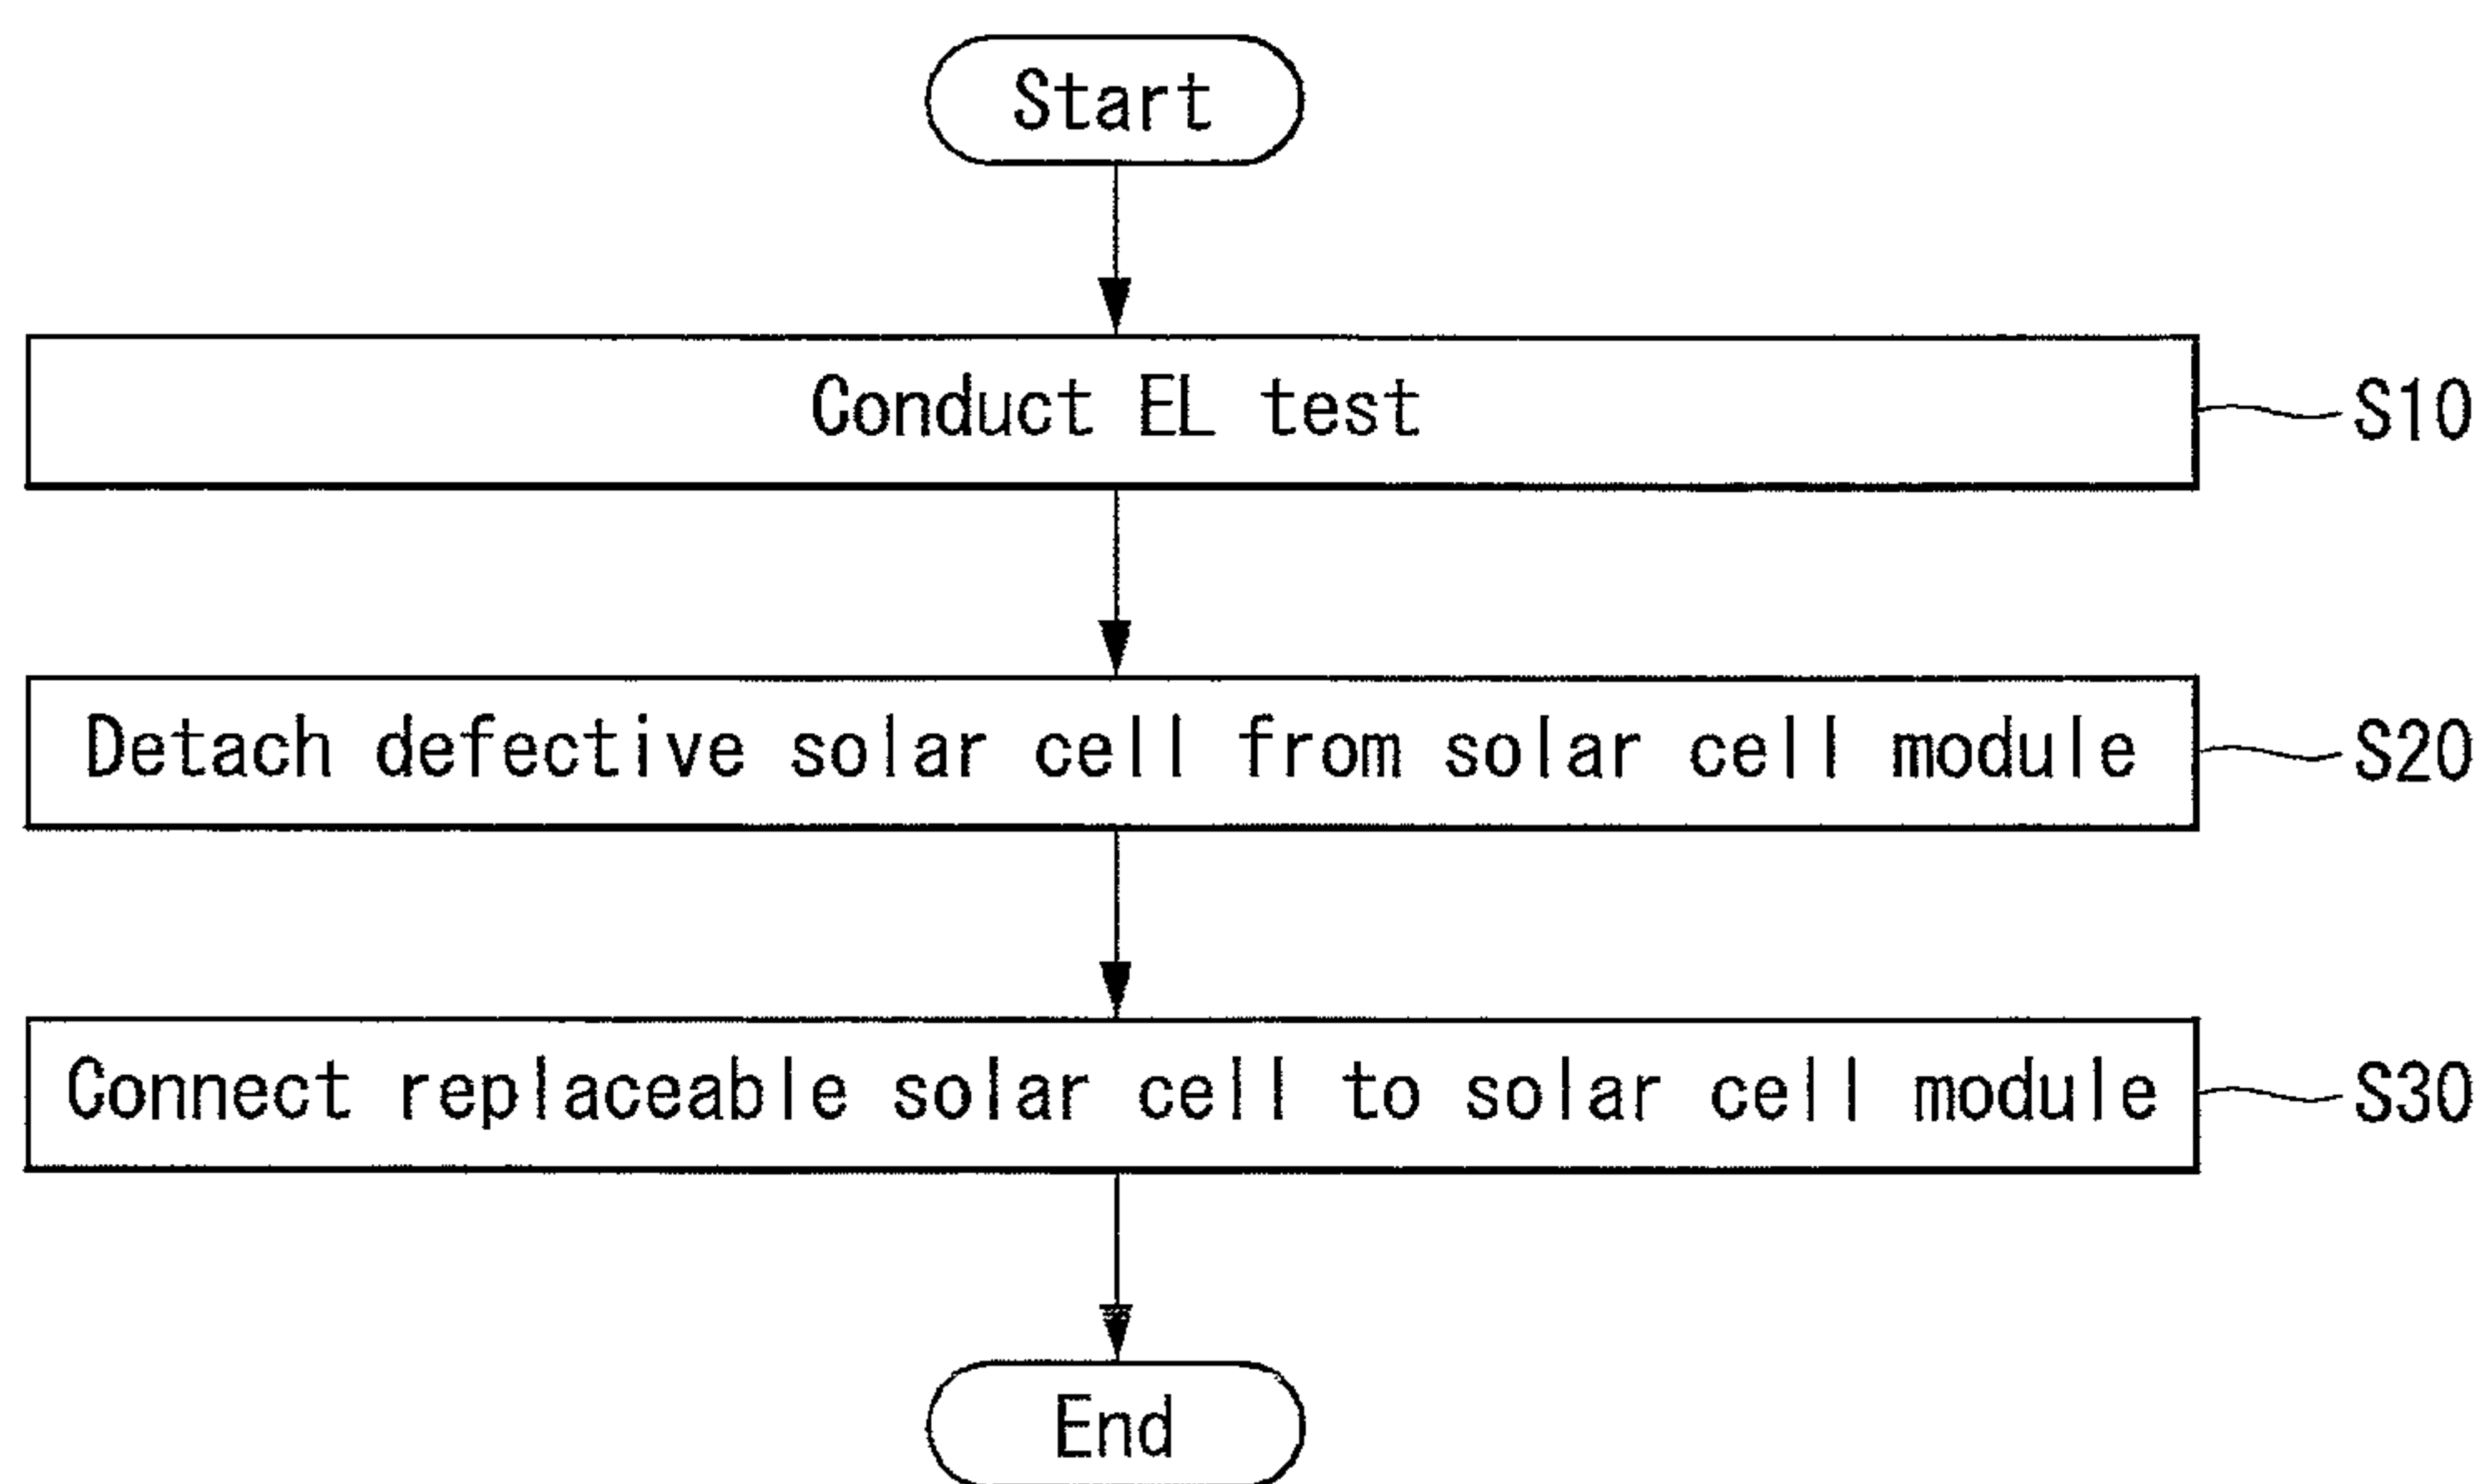 Start
Conduct EL test
S10
Detach defective solar cell from solar cell module
S20
Connect replaceable solar cell to solar cell module
S30
End